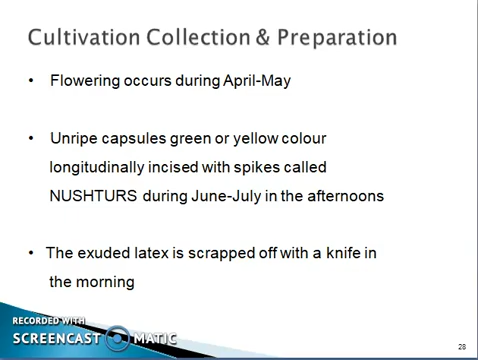 Cultivation Collection & Preparation
• Flowering occurs during April-May
• Unripe capsules green or yellow colour
longitudinally incised with spikes called
NUSHTURS during June-July in the afternoons
• The exuded latex is scrapped off with a knife in
the morning
RECORDED WITH
SCREENCAST MATIC
28